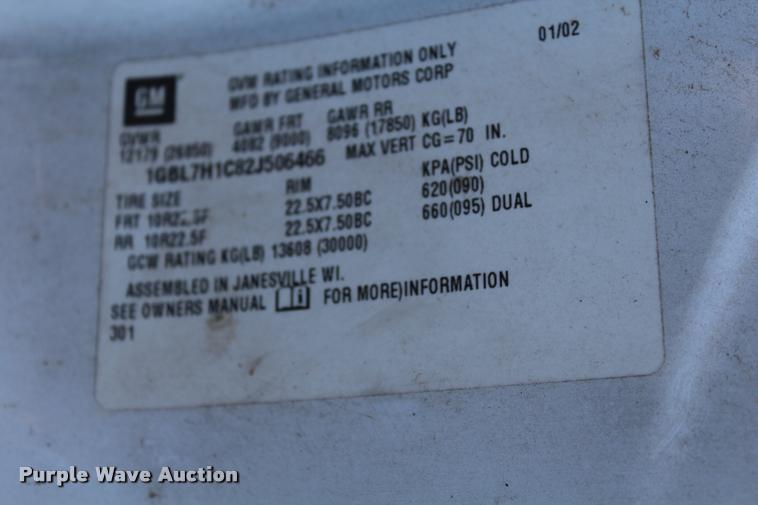 01/02
GM
GVW RATING INFORMATION ONLY
MFD BY GENERAL MOTORS CORP
GVWR GAWR FRT GAWR RR
12179 (26850) 4082 (9000) 8096 (17850) KG(LB)
1GBL7H1C82J506466 MAX VERT CG=70 IN.
TIRE SIZE RIM KPA(PSI) COLD
FRT 10R22.5F 22.5X7.50BC 620(090)
RR 10R22.5F 22.5X7.50BC 660(095) DUAL
GCW RATING KG(LB) 13608 (30000)
ASSEMBLED IN JANESVILLE WI.
SEE OWNERS MANUAL i FOR MORE)INFORMATION
301
Purple Wave Auction